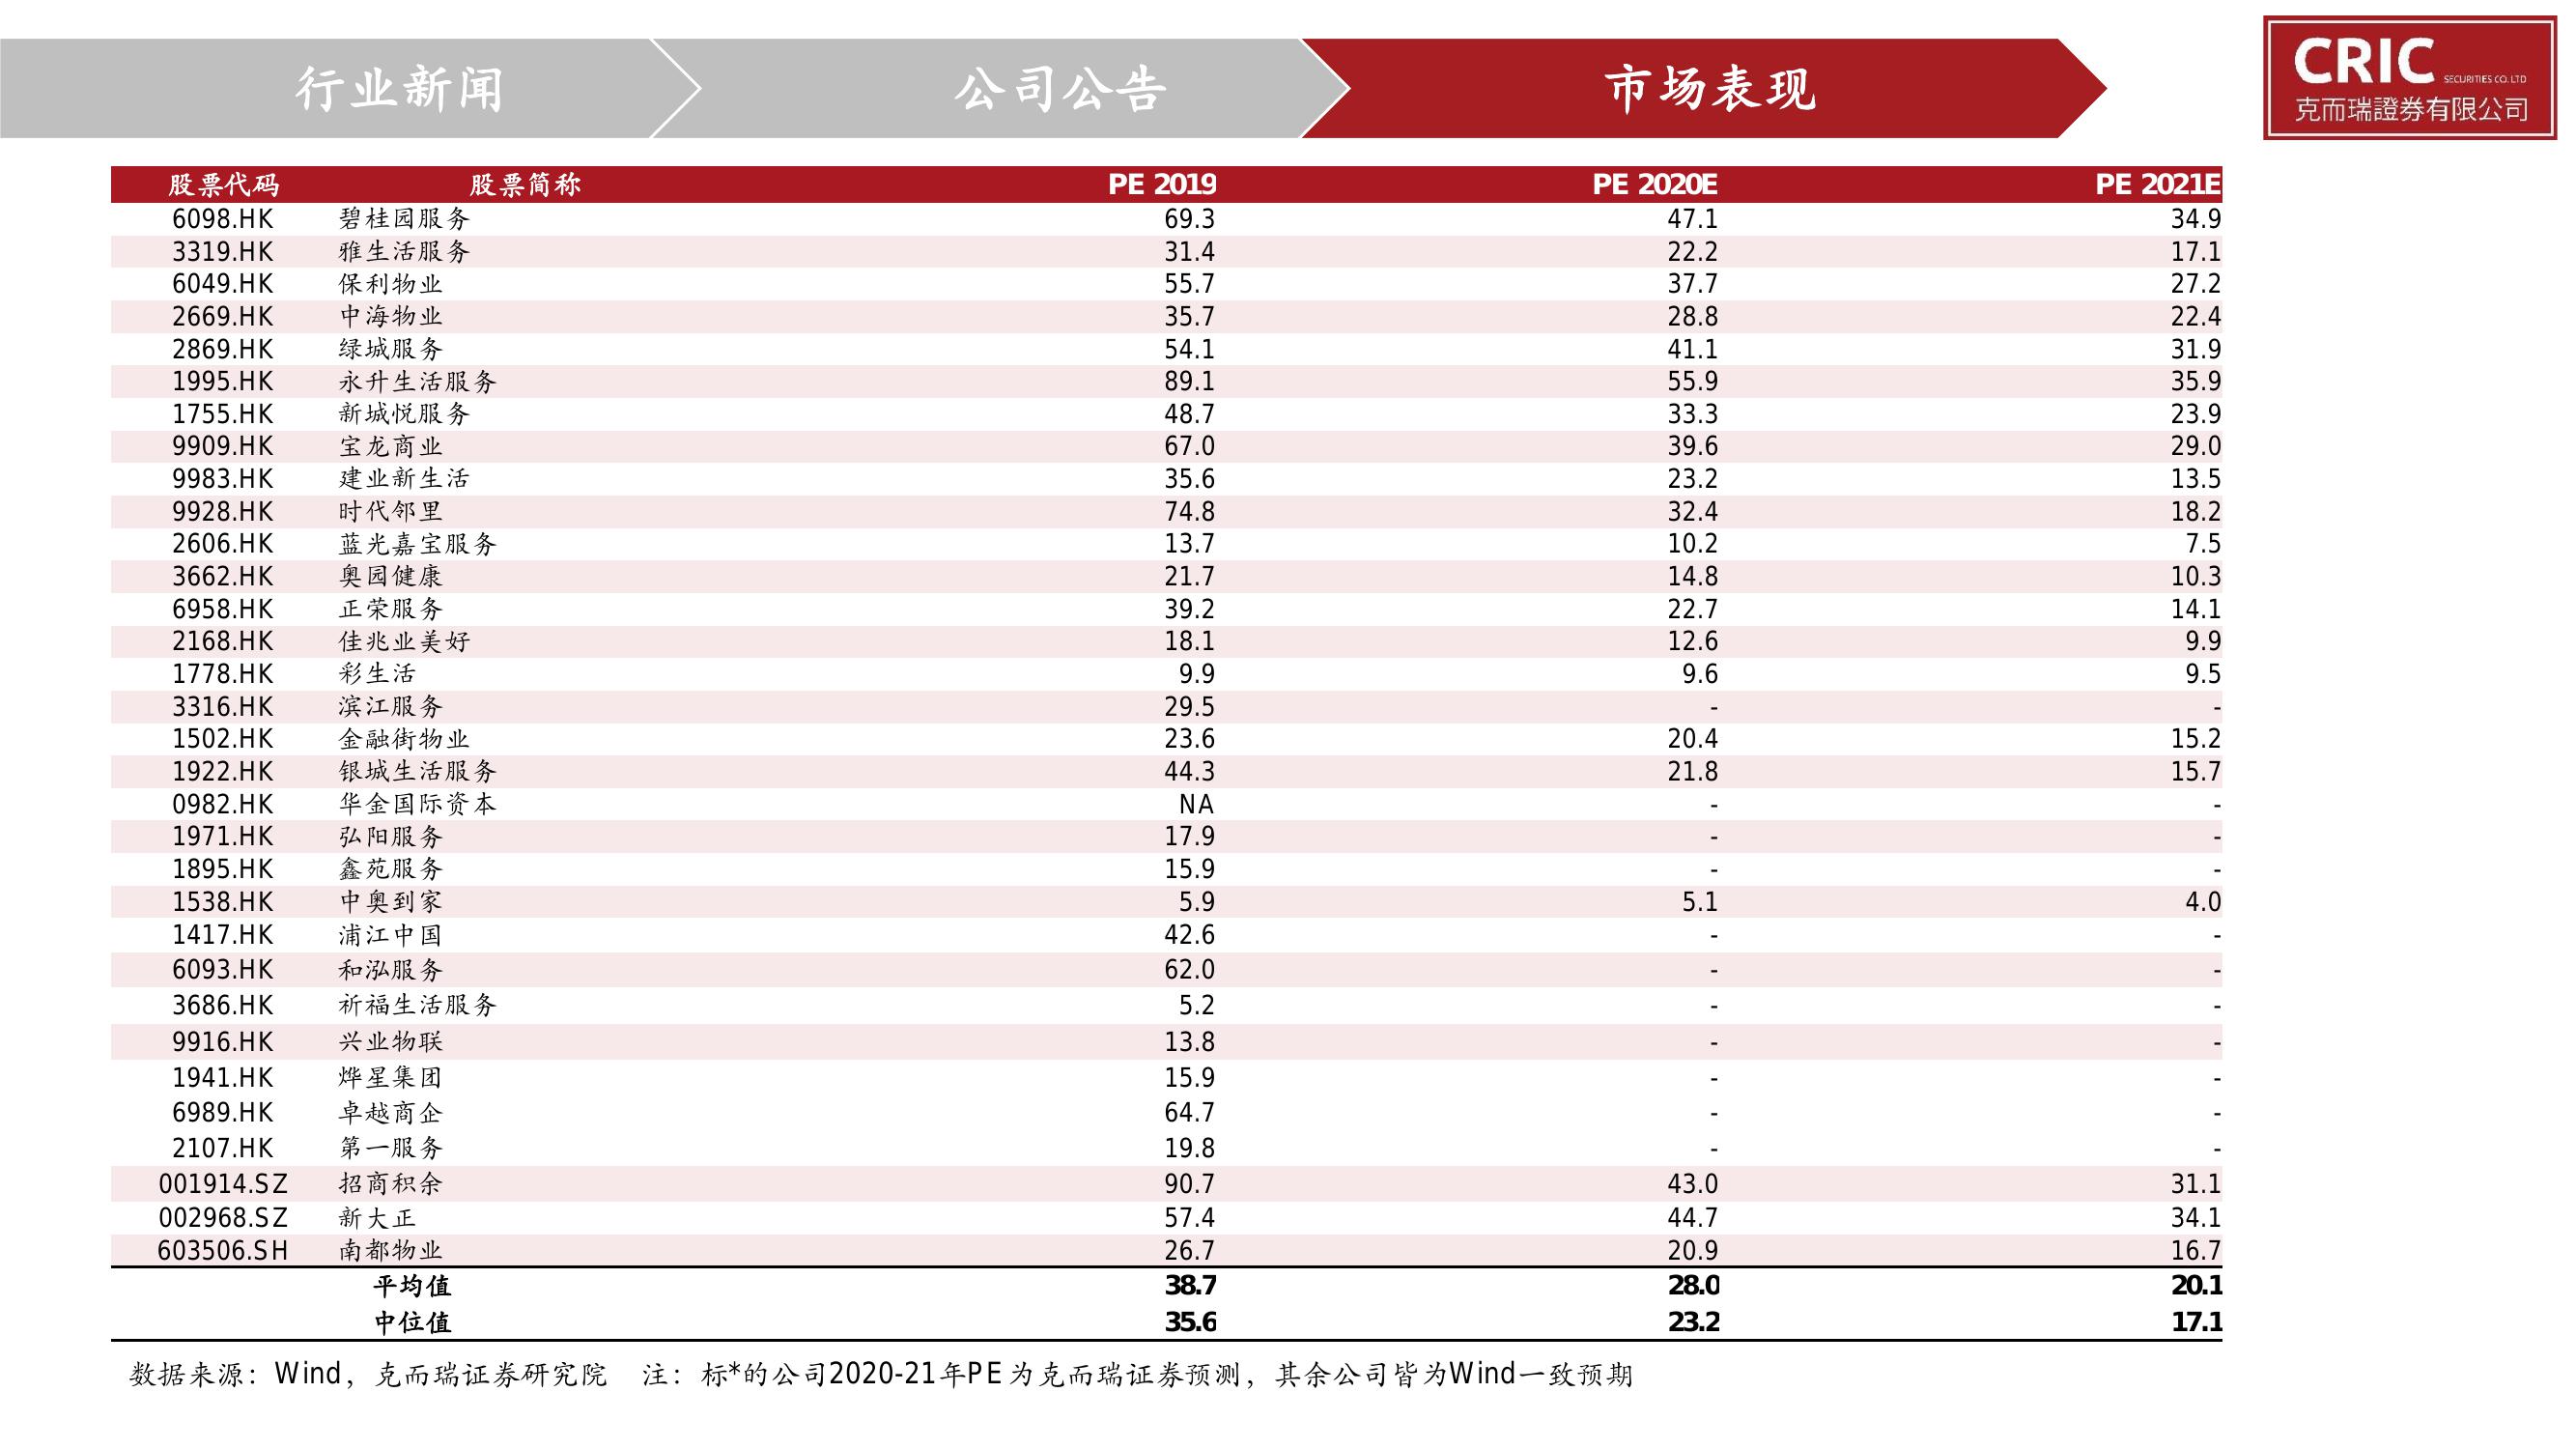 行业新闻 公司公告 市场表现
CRIC SECURITIES CO. LTD
克而瑞證券有限公司
股票代码 股票简称 PE 2019 PE 2020E PE 2021E
6098.HK 碧桂园服务 69.3 47.1 34.9
3319.HK 雅生活服务 31.4 22.2 17.1
6049.HK 保利物业 55.7 37.7 27.2
2669.HK 中海物业 35.7 28.8 22.4
2869.HK 绿城服务 54.1 41.1 31.9
1995.HK 永升生活服务 89.1 55.9 35.9
1755.HK 新城悦服务 48.7 33.3 23.9
9909.HK 宝龙商业 67.0 39.6 29.0
9983.HK 建业新生活 35.6 23.2 13.5
9928.HK 时代邻里 74.8 32.4 18.2
2606.HK 蓝光嘉宝服务 13.7 10.2 7.5
3662.HK 奥园健康 21.7 14.8 10.3
6958.HK 正荣服务 39.2 22.7 14.1
2168.HK 佳兆业美好 18.1 12.6 9.9
1778.HK 彩生活 9.9 9.6 9.5
3316.HK 滨江服务 29.5 - -
1502.HK 金融街物业 23.6 20.4 15.2
1922.HK 银城生活服务 44.3 21.8 15.7
0982.HK 华金国际资本 NA - -
1971.HK 弘阳服务 17.9 - -
1895.HK 鑫苑服务 15.9 - -
1538.HK 中奥到家 5.9 5.1 4.0
1417.HK 浦江中国 42.6 - -
6093.HK 和泓服务 62.0 - -
3686.HK 祈福生活服务 5.2 - -
9916.HK 兴业物联 13.8 - -
1941.HK 烨星集团 15.9 - -
6989.HK 卓越商企 64.7 - -
2107.HK 第一服务 19.8 - -
001914.SZ 招商积余 90.7 43.0 31.1
002968.SZ 新大正 57.4 44.7 34.1
603506.SH 南都物业 26.7 20.9 16.7
平均值 38.7 28.0 20.1
中位值 35.6 23.2 17.1
数据来源：Wind，克而瑞证券研究院 注：标*的公司2020-21年PE为克而瑞证券预测，其余公司皆为Wind一致预期